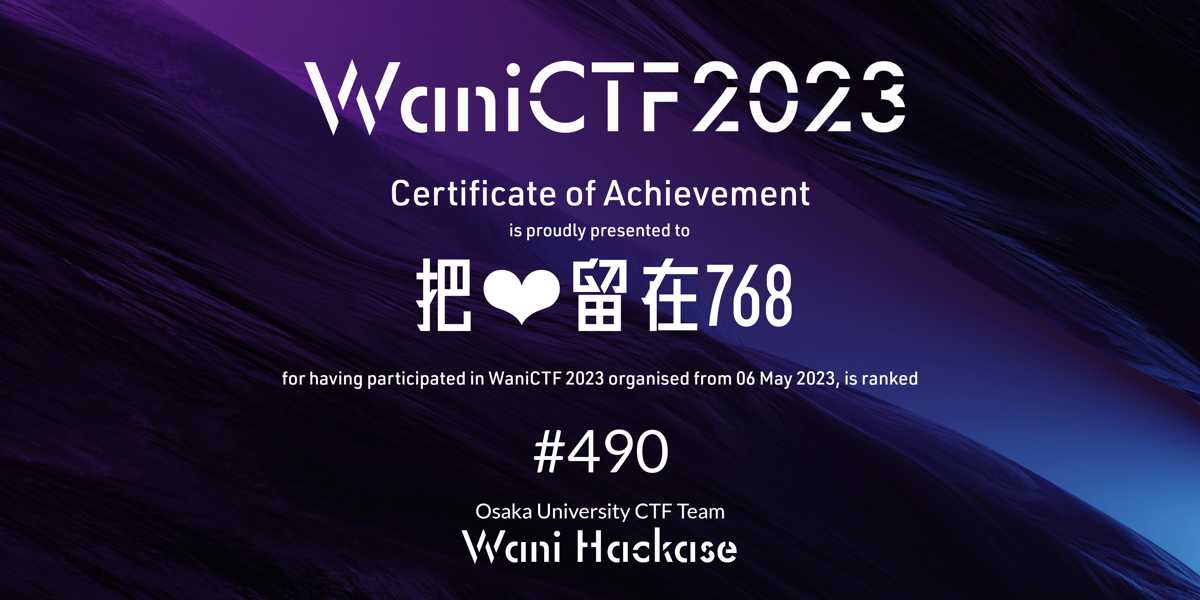 WaniCTF2023
Certificate of Achievement
is proudly presented to
把❤留在768
for having participated in WaniCTF 2023 organised from 06 May 2023, is ranked
#490
Osaka University CTF Team
Wani Hackase